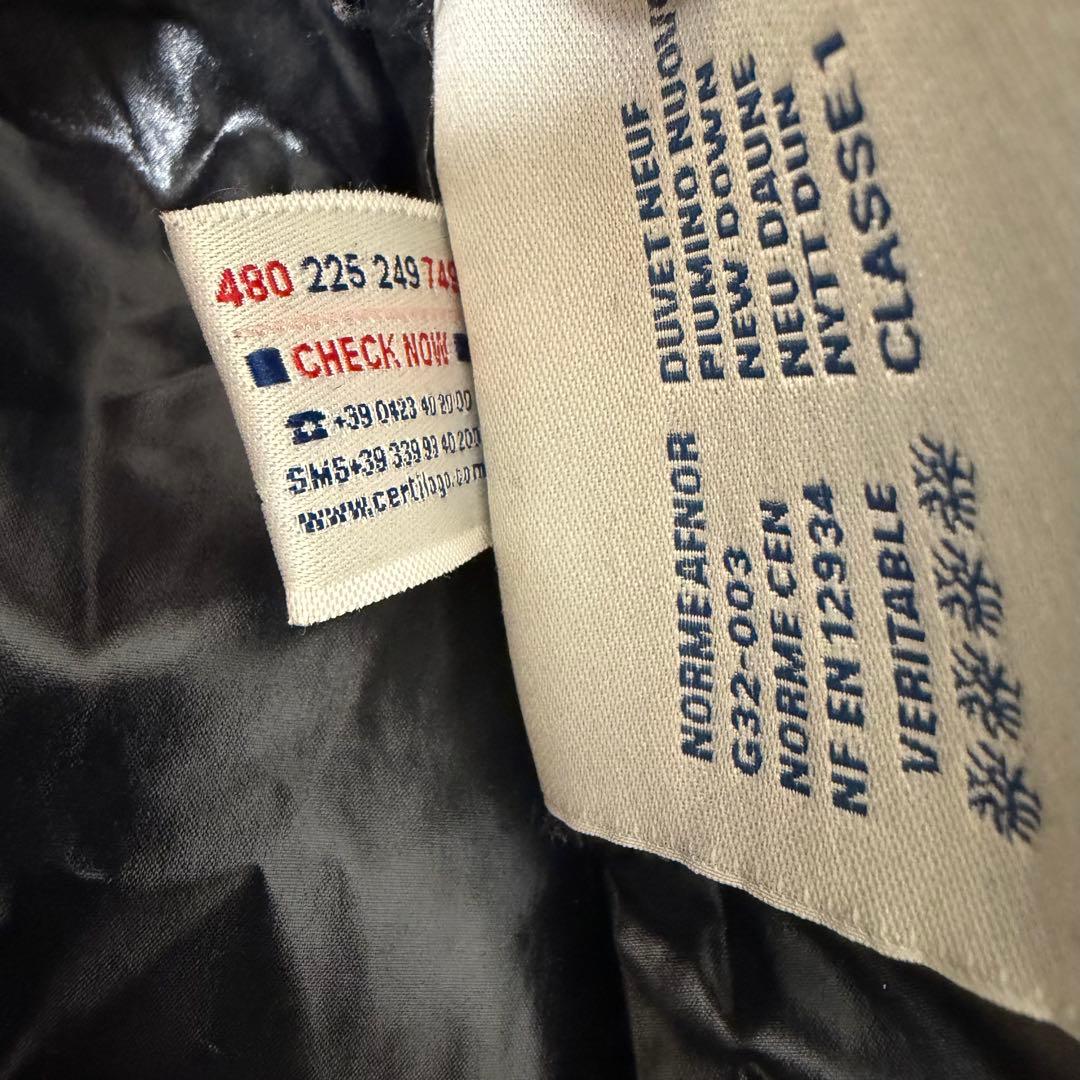 480 225 249 749
CHECK NOW
+39 0423 40 20 00
SMS+39 339 99 40 200
www.certilogo.com
DUVET NEUF
PIUMINO NUOVO
NEW DOWN
NEU DAUNE
NYTT DUIN
CLASSE 1
NORME AFNOR
G32-003
NORME CEN
NF EN 12934
VERITABLE